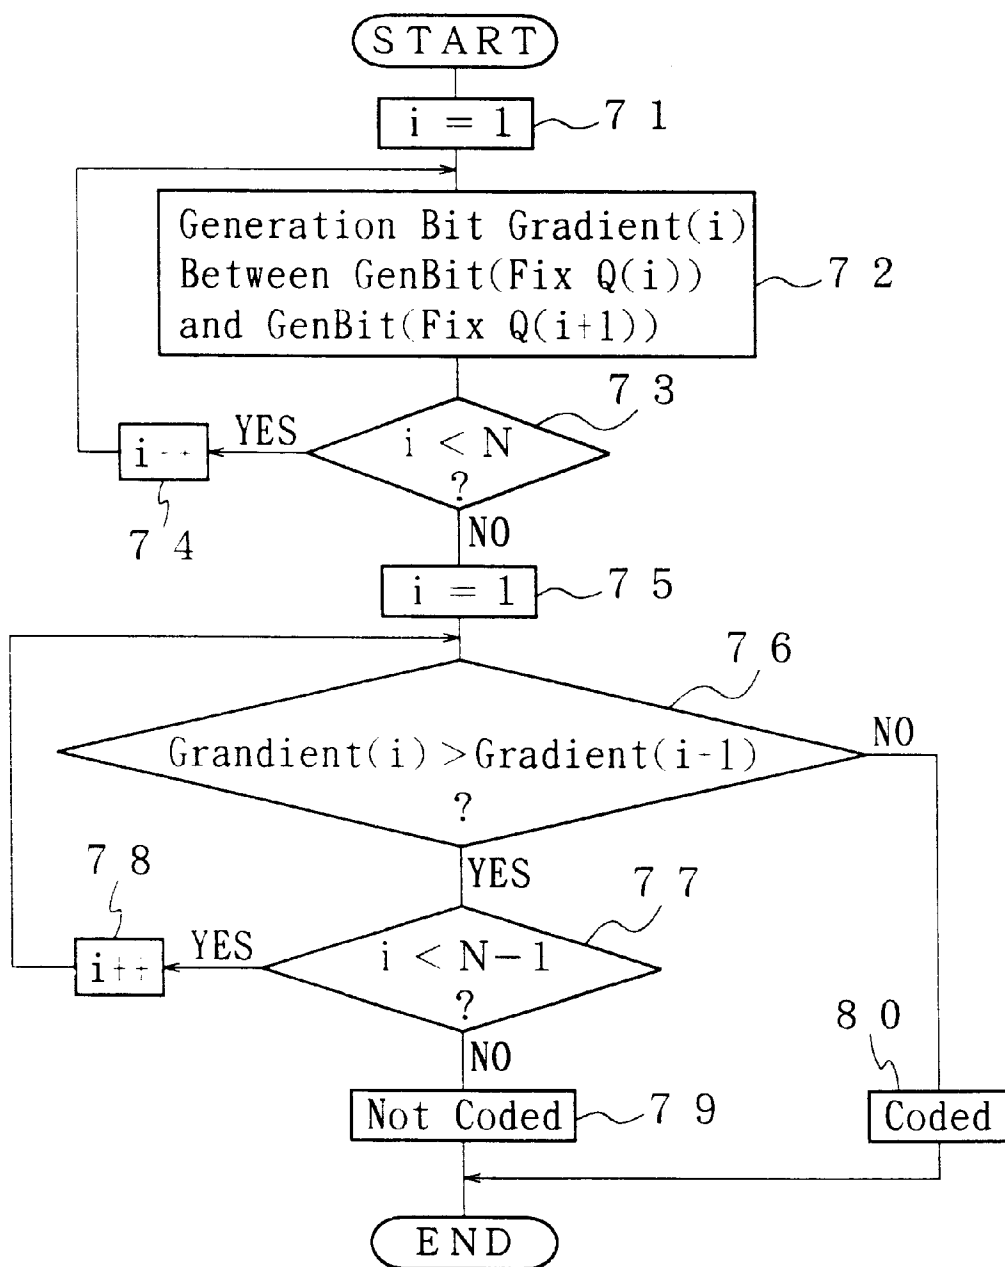 START
i = 1
7 1
Generation Bit Gradient(i)
Between GenBit(Fix Q(i))
and GenBit(Fix Q(i+1))
7 2
7 3
i < N
?
YES
7 4
NO
i = 1
7 5
7 6
Grandient(i)>Gradient(i-1)
?
NO
YES
7 8
7 7
i < N-1
?
YES
i++
NO
8 0
Not Coded
7 9
Coded
END